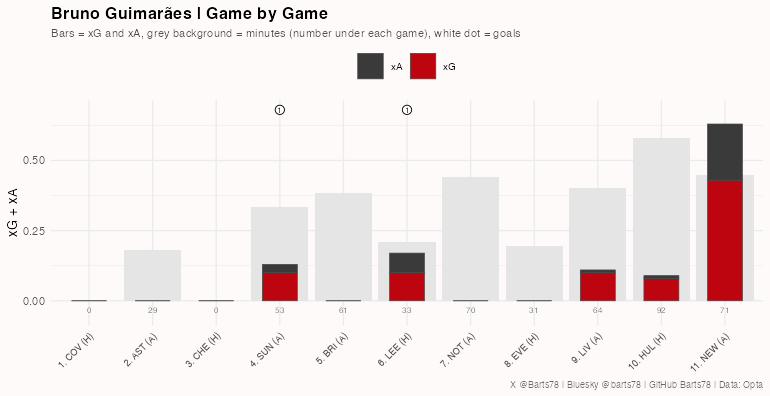 Bruno Guimarães | Game by Game
Bars = xG and xA, grey background = minutes (number under each game), white dot = goals
xA xG
1 1
xG + xA
0.50
0.25
0.00
0 29 0 53 61 33 70 31 64 92 71
1. COV (H) 2. AST (A) 3. CHE (H) 4. SUN (A) 5. BRI (A) 6. LEE (H) 7. NOT (A) 8. EVE (H) 9. LIV (A) 10. HUL (H) 11. NEW (A)
X @Barts78 | Bluesky @barts78 | GitHub Barts78 | Data: Opta